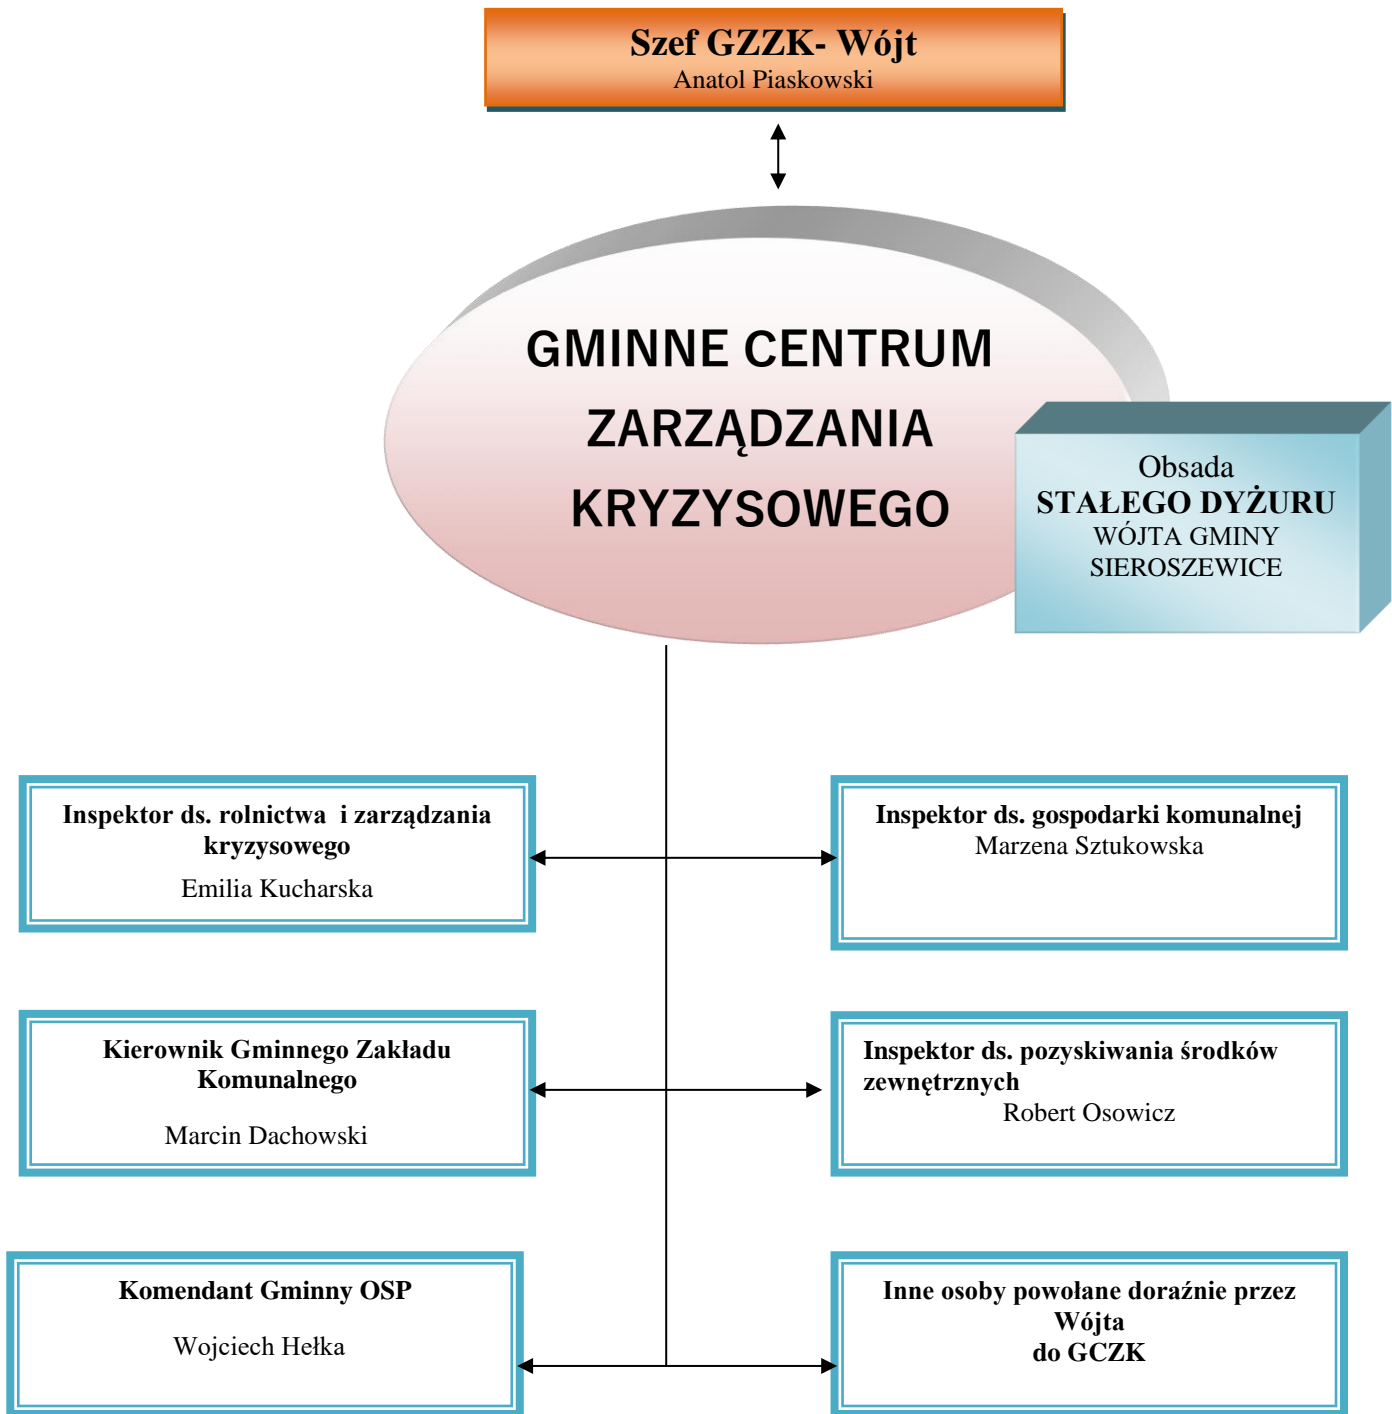 Szef GZZK- Wójt
Anatol Piaskowski
GMINNE CENTRUM
ZARZĄDZANIA
KRYZYSOWEGO
Obsada
STAŁEGO DYŻURU
WÓJTA GMINY
SIEROSZEWICE
Inspektor ds. rolnictwa i zarządzania
kryzysowego
Emilia Kucharska
Inspektor ds. gospodarki komunalnej
Marzena Sztukowska
Kierownik Gminnego Zakładu
Komunalnego
Marcin Dachowski
Inspektor ds. pozyskiwania środków
zewnętrznych
Robert Osowicz
Komendant Gminny OSP
Wojciech Hełka
Inne osoby powołane doraźnie przez
Wójta
do GCZK